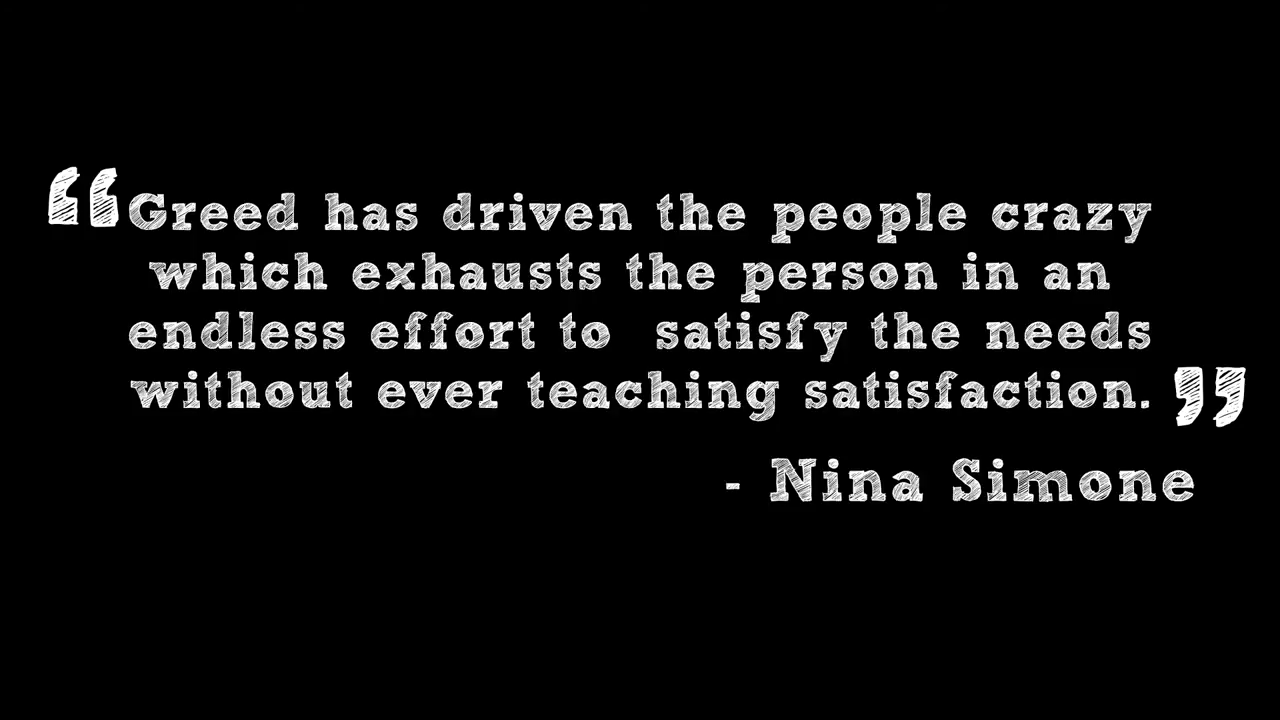 “Greed has driven the people crazy
which exhausts the person in an
endless effort to satisfy the needs
without ever teaching satisfaction.”
- Nina Simone